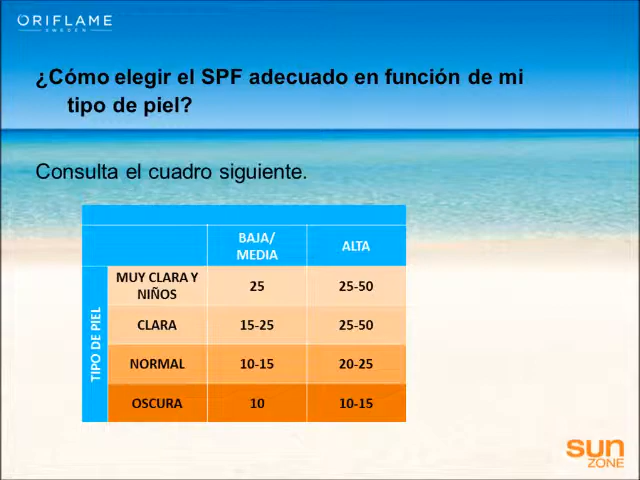 ORIFLAME
SWEDEN
¿Cómo elegir el SPF adecuado en función de mi
tipo de piel?
Consulta el cuadro siguiente.
BAJA/
MEDIA
ALTA
TIPO DE PIEL
MUY CLARA Y
NIÑOS
25
25-50
CLARA
15-25
25-50
NORMAL
10-15
20-25
OSCURA
10
10-15
sun
ZONE